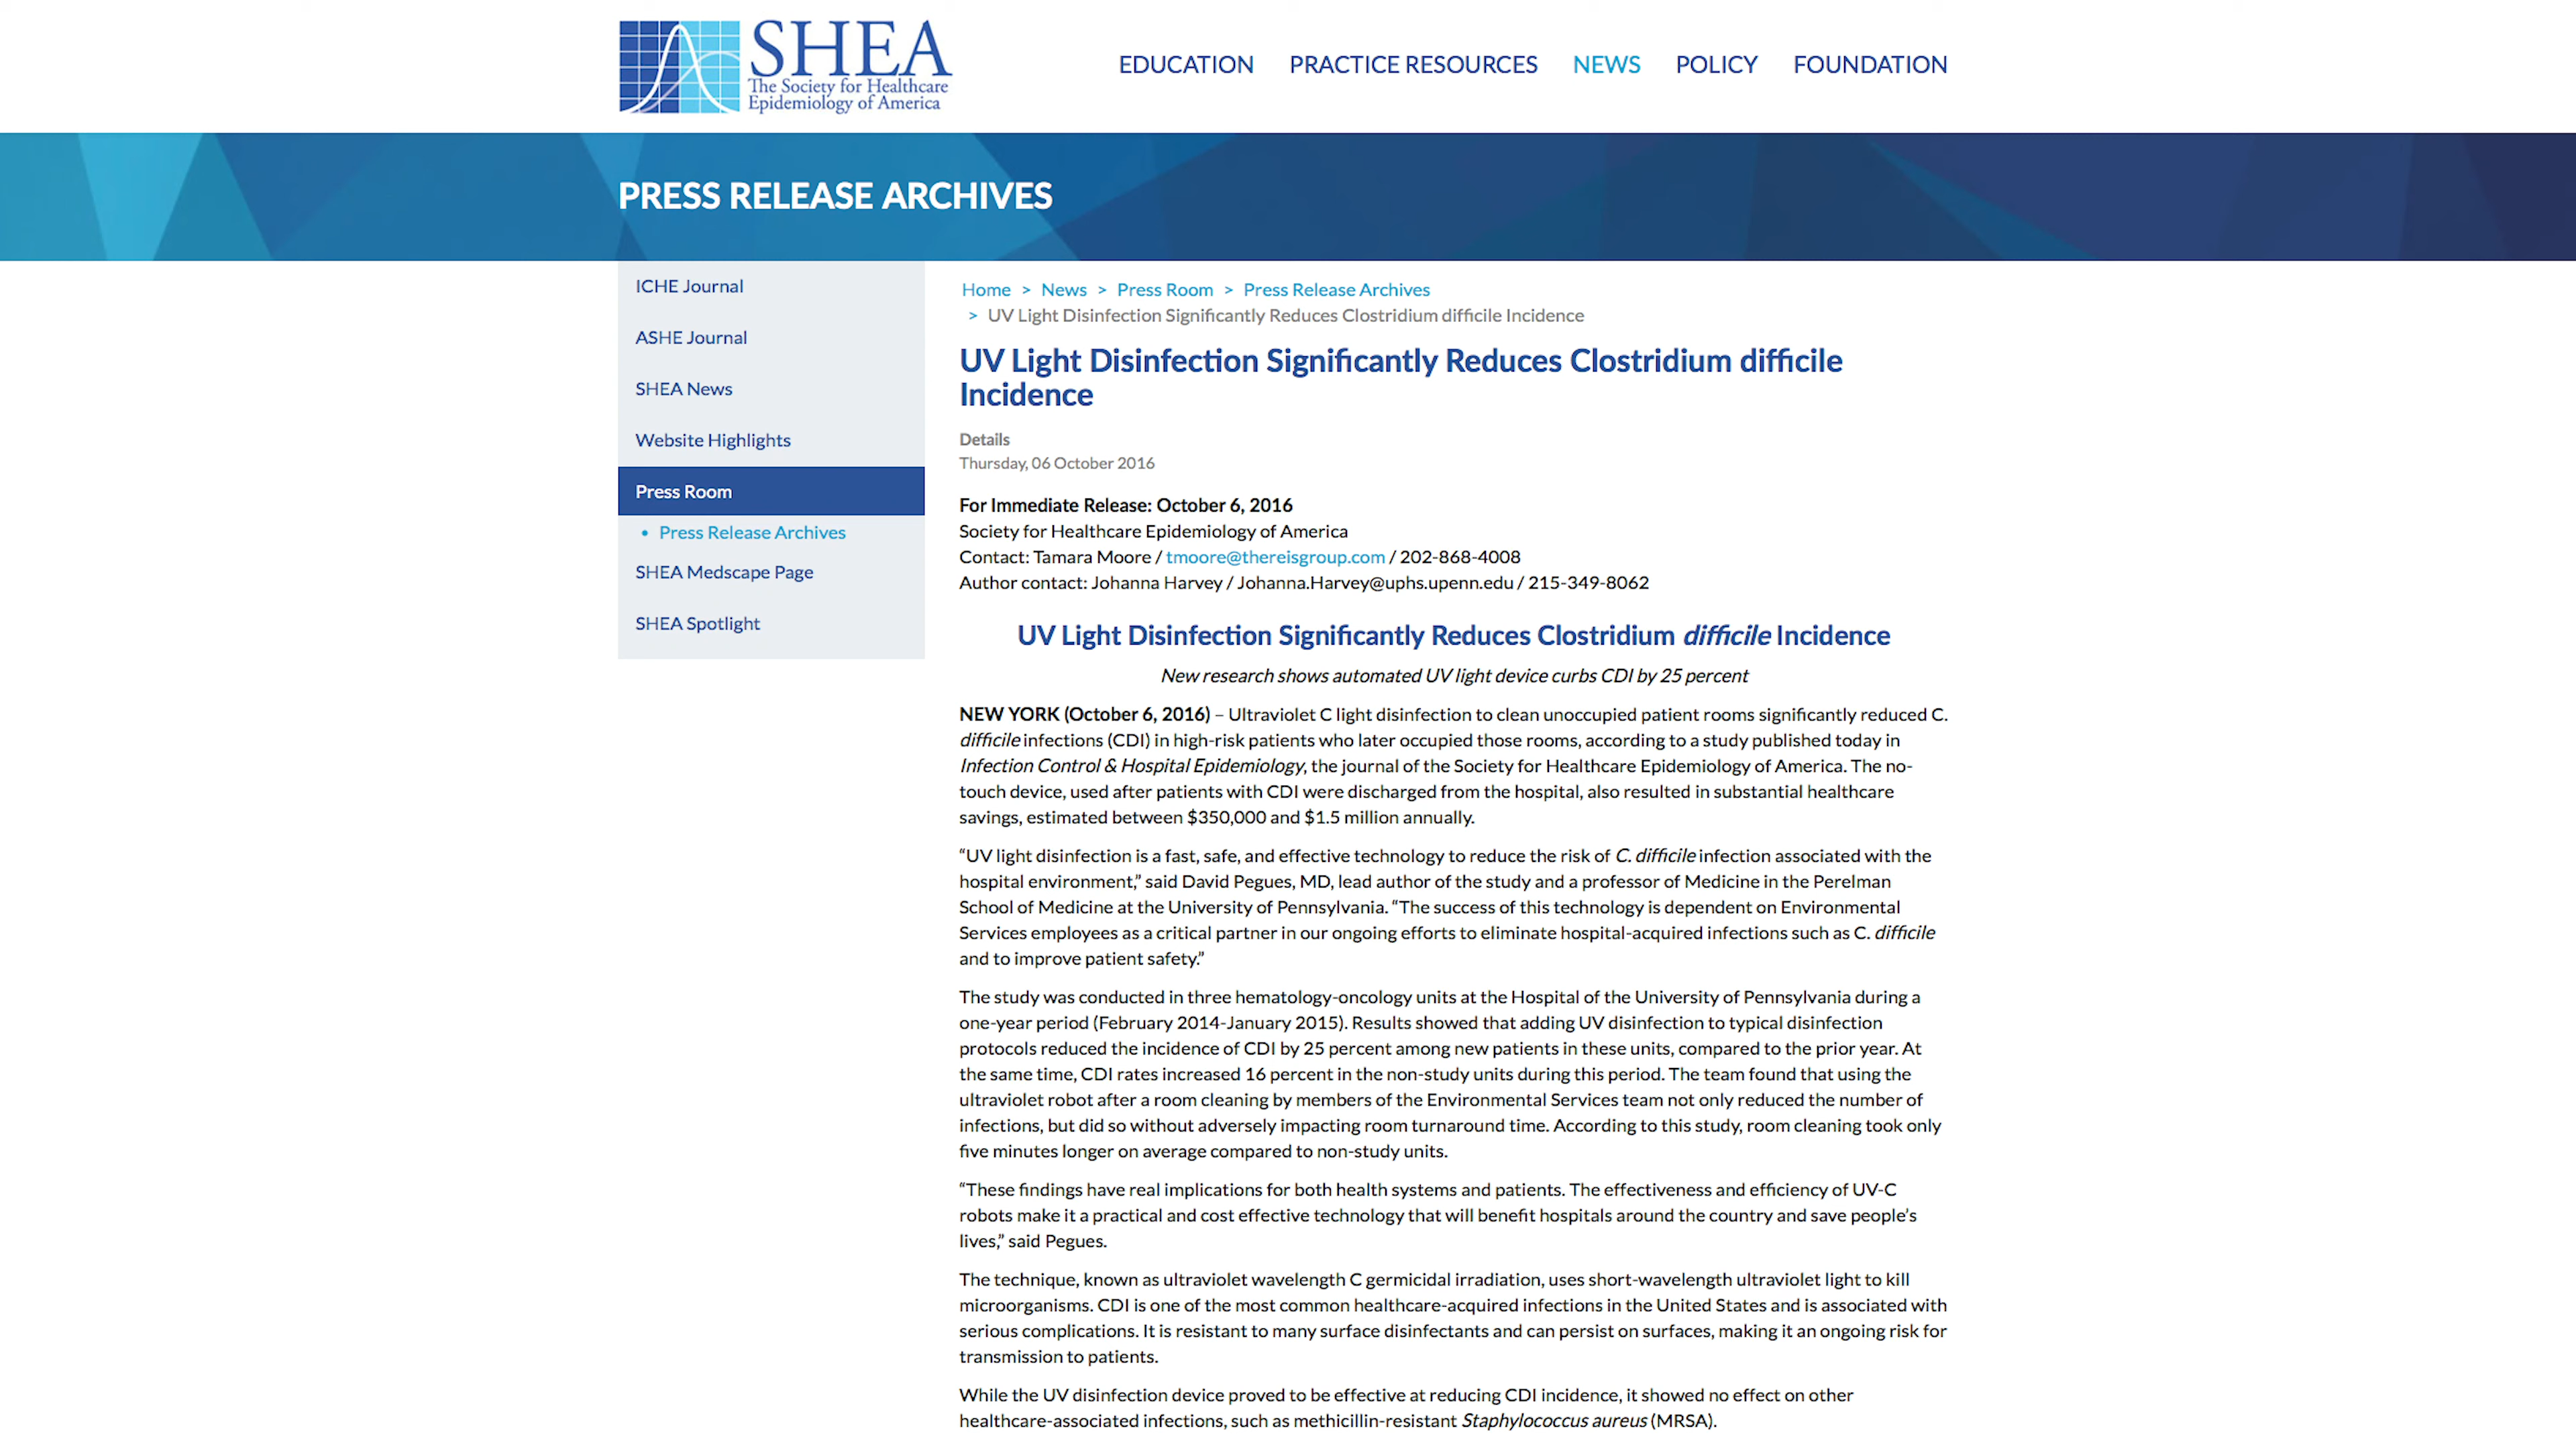 SHEA
The Society for Healthcare
Epidemiology of America
EDUCATION PRACTICE RESOURCES NEWS POLICY FOUNDATION
PRESS RELEASE ARCHIVES
ICHE Journal
ASHE Journal
SHEA News
Website Highlights
Press Room
• Press Release Archives
SHEA Medscape Page
SHEA Spotlight
Home > News > Press Room > Press Release Archives
> UV Light Disinfection Significantly Reduces Clostridium difficile Incidence
UV Light Disinfection Significantly Reduces Clostridium difficile
Incidence
Details
Thursday, 06 October 2016
For Immediate Release: October 6, 2016
Society for Healthcare Epidemiology of America
Contact: Tamara Moore / tmoore@thereisgroup.com / 202-868-4008
Author contact: Johanna Harvey / Johanna.Harvey@uphs.upenn.edu / 215-349-8062
UV Light Disinfection Significantly Reduces Clostridium difficile Incidence
New research shows automated UV light device curbs CDI by 25 percent
NEW YORK (October 6, 2016) – Ultraviolet C light disinfection to clean unoccupied patient rooms significantly reduced C.
difficile infections (CDI) in high-risk patients who later occupied those rooms, according to a study published today in
Infection Control & Hospital Epidemiology, the journal of the Society for Healthcare Epidemiology of America. The no-
touch device, used after patients with CDI were discharged from the hospital, also resulted in substantial healthcare
savings, estimated between $350,000 and $1.5 million annually.
“UV light disinfection is a fast, safe, and effective technology to reduce the risk of C. difficile infection associated with the
hospital environment,” said David Pegues, MD, lead author of the study and a professor of Medicine in the Perelman
School of Medicine at the University of Pennsylvania. “The success of this technology is dependent on Environmental
Services employees as a critical partner in our ongoing efforts to eliminate hospital-acquired infections such as C. difficile
and to improve patient safety.”
The study was conducted in three hematology-oncology units at the Hospital of the University of Pennsylvania during a
one-year period (February 2014-January 2015). Results showed that adding UV disinfection to typical disinfection
protocols reduced the incidence of CDI by 25 percent among new patients in these units, compared to the prior year. At
the same time, CDI rates increased 16 percent in the non-study units during this period. The team found that using the
ultraviolet robot after a room cleaning by members of the Environmental Services team not only reduced the number of
infections, but did so without adversely impacting room turnaround time. According to this study, room cleaning took only
five minutes longer on average compared to non-study units.
“These findings have real implications for both health systems and patients. The effectiveness and efficiency of UV-C
robots make it a practical and cost effective technology that will benefit hospitals around the country and save people’s
lives,” said Pegues.
The technique, known as ultraviolet wavelength C germicidal irradiation, uses short-wavelength ultraviolet light to kill
microorganisms. CDI is one of the most common healthcare-acquired infections in the United States and is associated with
serious complications. It is resistant to many surface disinfectants and can persist on surfaces, making it an ongoing risk for
transmission to patients.
While the UV disinfection device proved to be effective at reducing CDI incidence, it showed no effect on other
healthcare-associated infections, such as methicillin-resistant Staphylococcus aureus (MRSA).